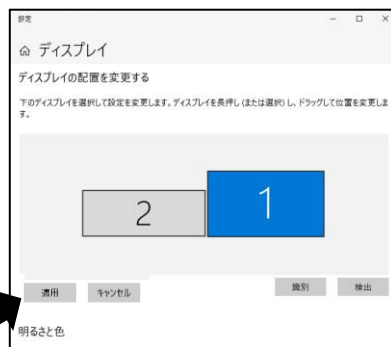 設定
ディスプレイ
ディスプレイの配置を変更する
下のディスプレイを選択して設定を変更します。ディスプレイを長押し (または選択) し、ドラッグして位置を変更しま
す。
2
1
適用
キャンセル
識別
検出
明るさと色